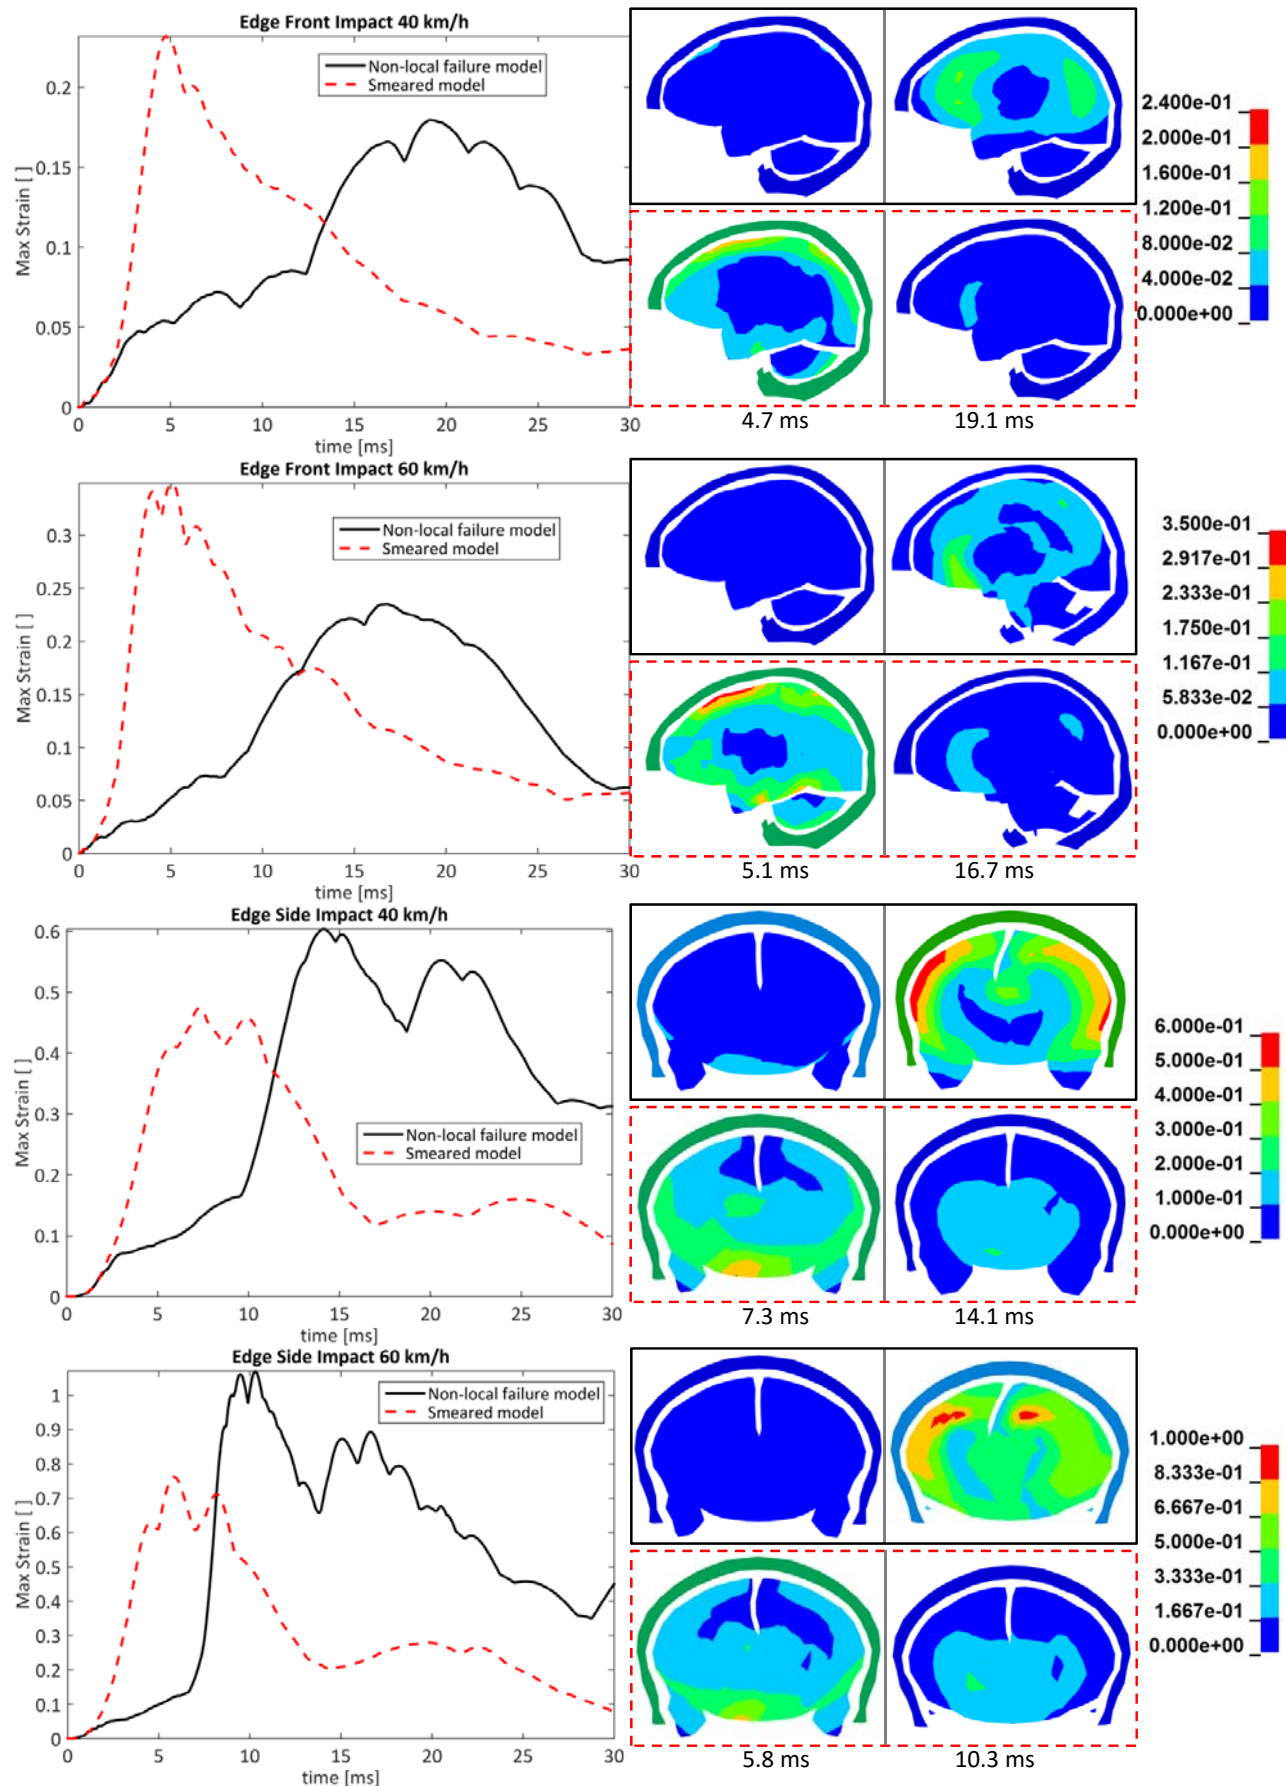 Edge Front Impact 40 km/h
Max Strain [ ]
0.2
0.15
0.1
0.05
0
Non-local failure model
Smeared model
0 5 10 15 20 25 30
time [ms]
4.7 ms 19.1 ms
2.400e-01
2.000e-01
1.600e-01
1.200e-01
8.000e-02
4.000e-02
0.000e+00
Edge Front Impact 60 km/h
Max Strain [ ]
0.3
0.25
0.2
0.15
0.1
0.05
0
Non-local failure model
Smeared model
0 5 10 15 20 25 30
time [ms]
5.1 ms 16.7 ms
3.500e-01
2.917e-01
2.333e-01
1.750e-01
1.167e-01
5.833e-02
0.000e+00
Edge Side Impact 40 km/h
Max Strain [ ]
0.6
0.5
0.4
0.3
0.2
0.1
0
Non-local failure model
Smeared model
0 5 10 15 20 25 30
time [ms]
7.3 ms 14.1 ms
6.000e-01
5.000e-01
4.000e-01
3.000e-01
2.000e-01
1.000e-01
0.000e+00
Edge Side Impact 60 km/h
Max Strain [ ]
1
0.9
0.8
0.7
0.6
0.5
0.4
0.3
0.2
0.1
0
Non-local failure model
Smeared model
0 5 10 15 20 25 30
time [ms]
5.8 ms 10.3 ms
1.000e+00
8.333e-01
6.667e-01
5.000e-01
3.333e-01
1.667e-01
0.000e+00